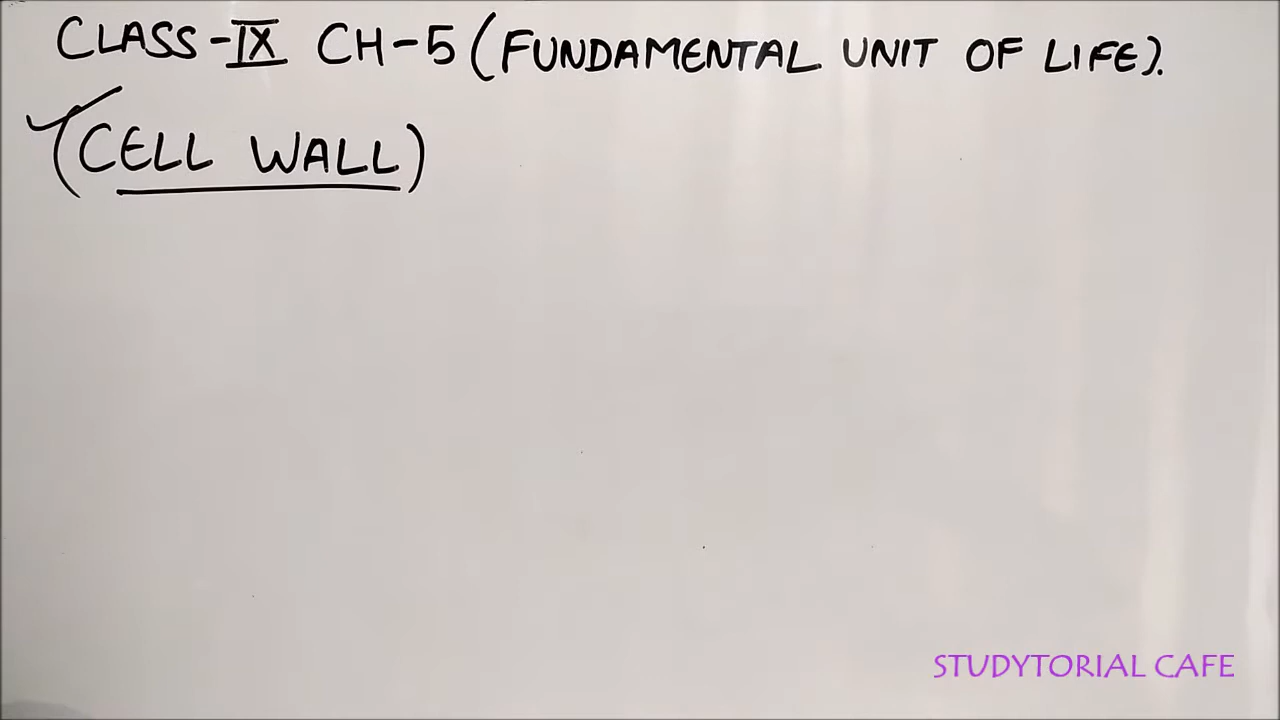 CLASS-IX CH-5 (FUNDAMENTAL UNIT OF LIFE).
(CELL WALL)
STUDYTORIAL CAFE